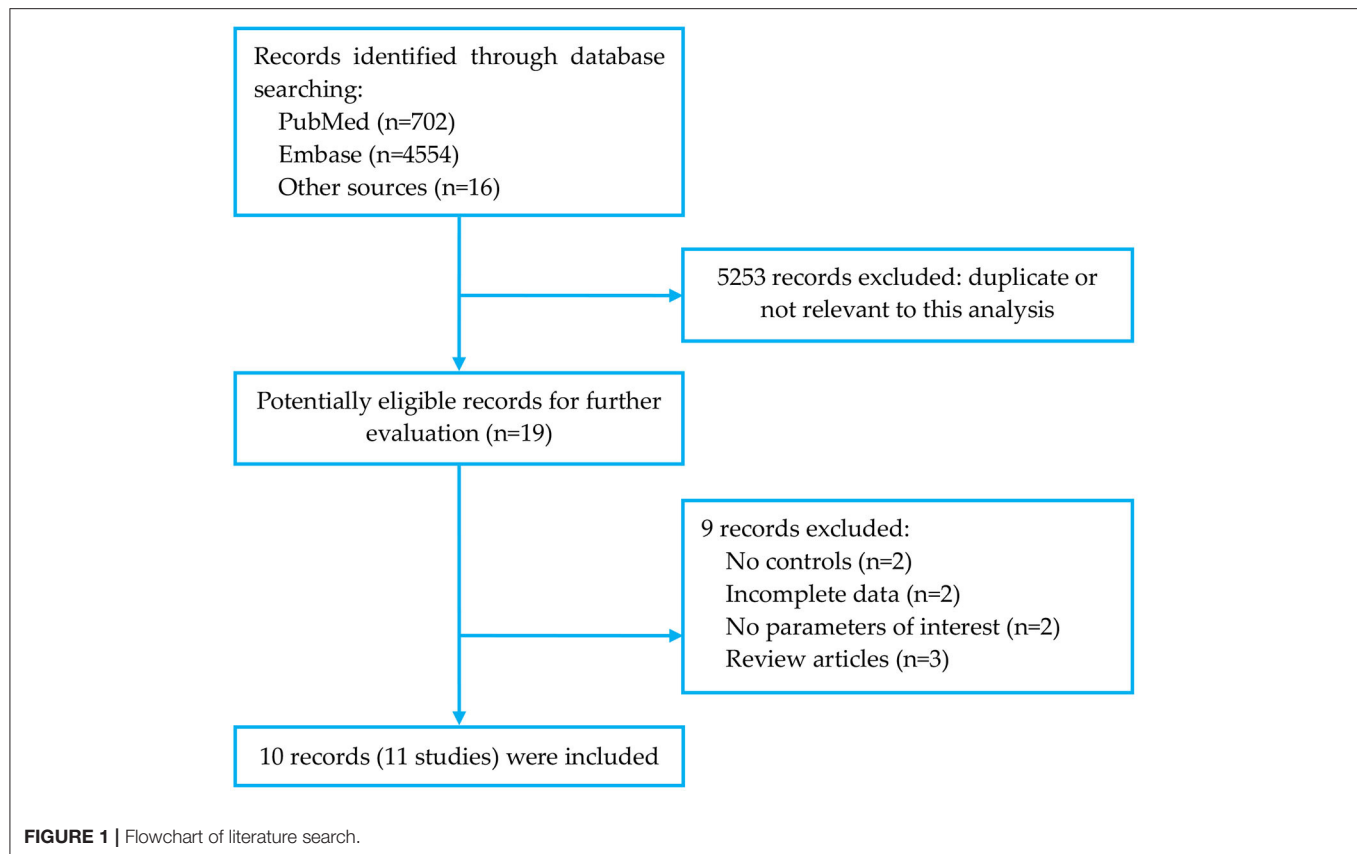 Records identified through database
searching:
PubMed (n=702)
Embase (n=4554)
Other sources (n=16)
5253 records excluded: duplicate or
not relevant to this analysis
Potentially eligible records for further
evaluation (n=19)
9 records excluded:
No controls (n=2)
Incomplete data (n=2)
No parameters of interest (n=2)
Review articles (n=3)
10 records (11 studies) were included
FIGURE 1 | Flowchart of literature search.